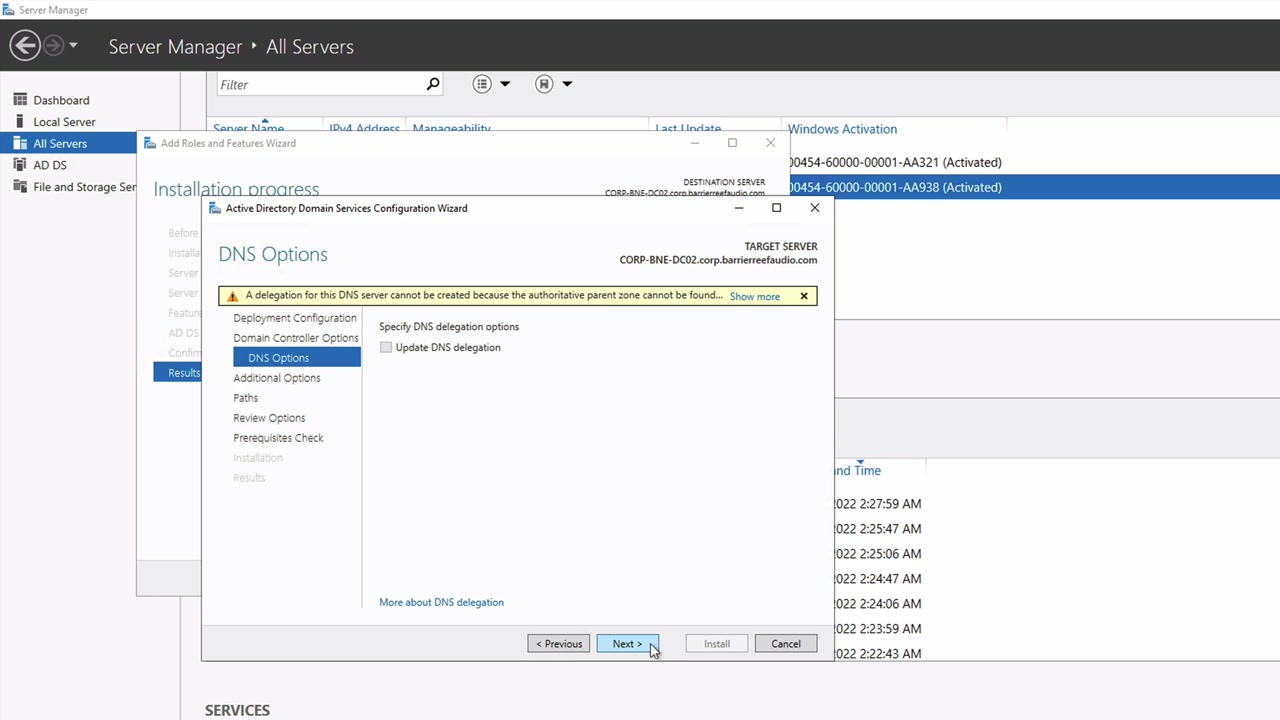 Server Manager
Server Manager ‣ All Servers
Filter
Dashboard
Local Server
All Servers
AD DS
File and Storage Ser
Server Name IPv4 Address Manageability Last Update Windows Activation
00454-60000-00001-AA321 (Activated)
00454-60000-00001-AA938 (Activated)
Add Roles and Features Wizard
Installation progress
DESTINATION SERVER
CORP-BNE-DC02.corp.barrierreefaudio.com
Before
Installa
Server
Server
Feature
AD DS
Confirm
Results
Active Directory Domain Services Configuration Wizard
DNS Options
TARGET SERVER
CORP-BNE-DC02.corp.barrierreefaudio.com
A delegation for this DNS server cannot be created because the authoritative parent zone cannot be found... Show more
Deployment Configuration
Domain Controller Options
DNS Options
Additional Options
Paths
Review Options
Prerequisites Check
Installation
Results
Specify DNS delegation options
Update DNS delegation
More about DNS delegation
< Previous Next > Install Cancel
and Time
2022 2:27:59 AM
2022 2:25:47 AM
2022 2:25:06 AM
2022 2:24:47 AM
2022 2:24:06 AM
2022 2:23:59 AM
2022 2:22:43 AM
SERVICES